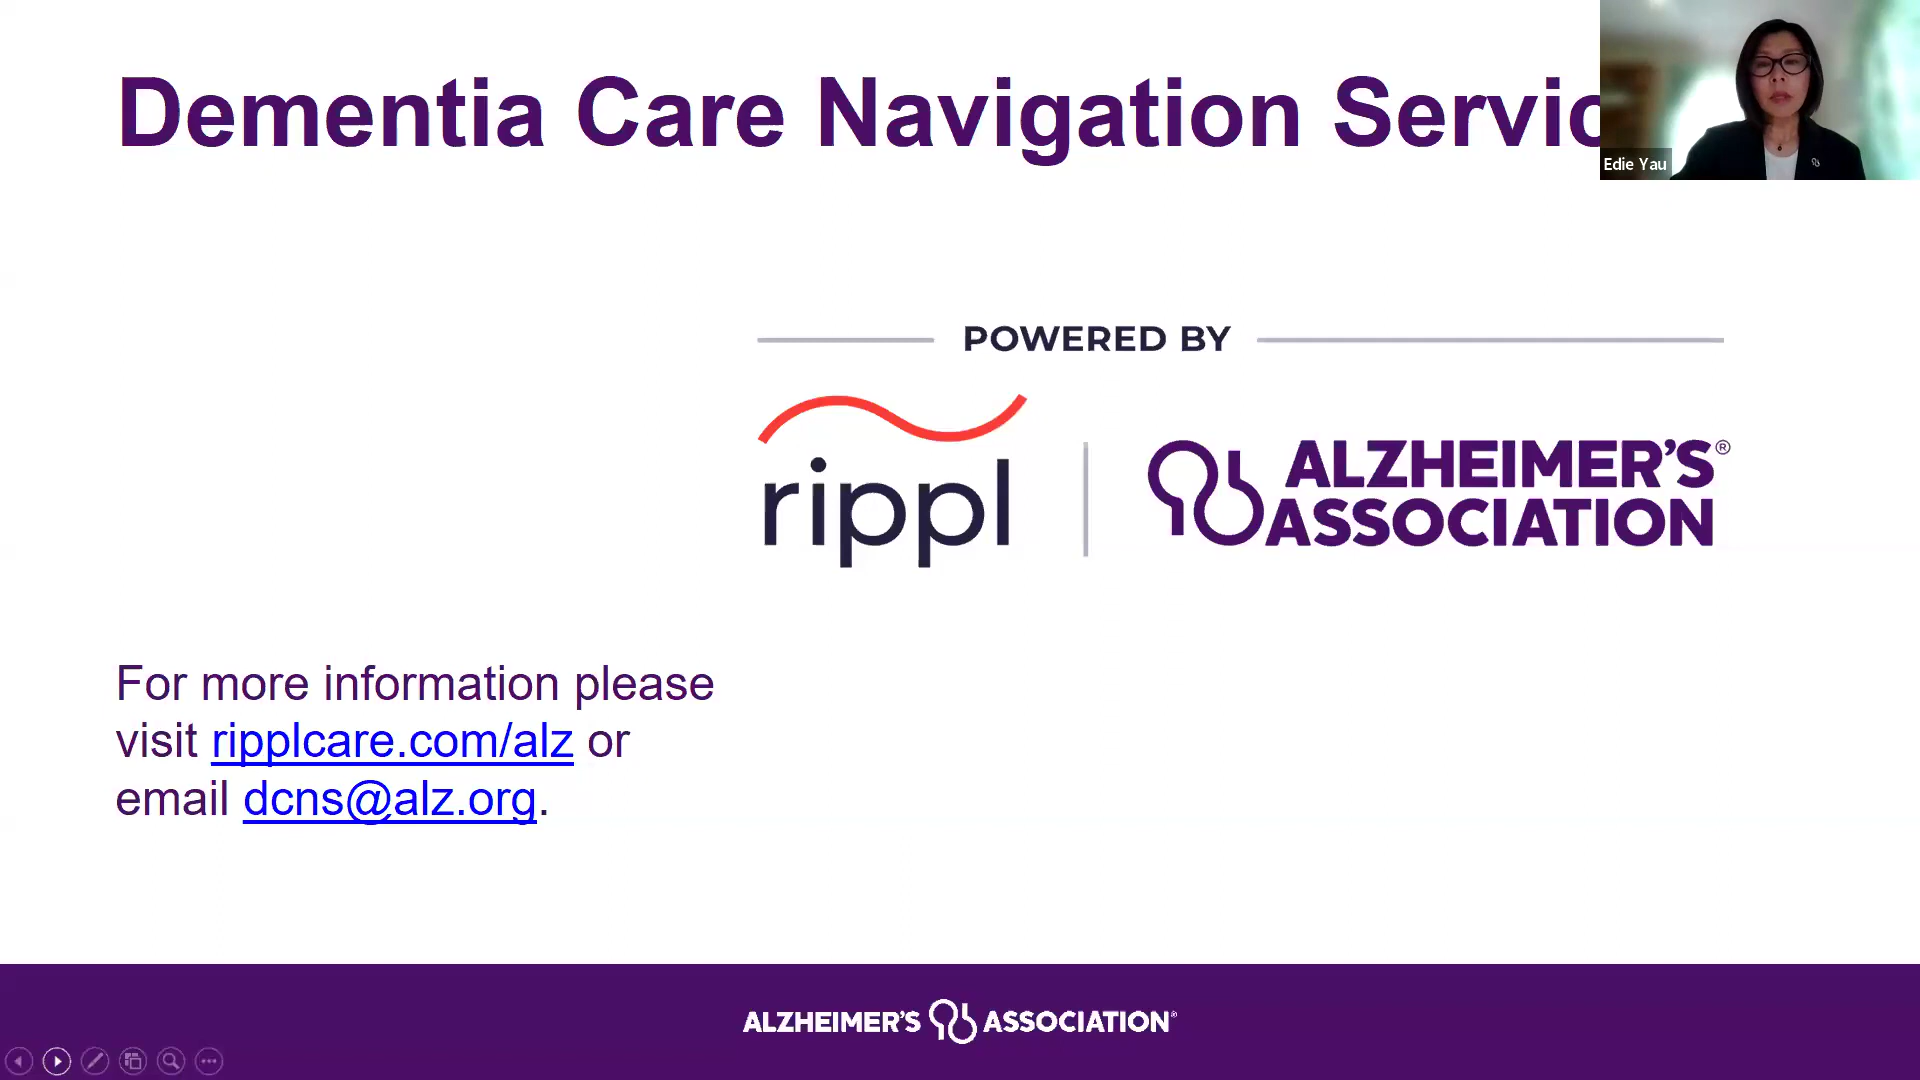 Dementia Care Navigation Servic
Edie Yau
POWERED BY
rippl
ALZHEIMER'S®
ASSOCIATION
For more information please
visit ripplcare.com/alz or
email dcns@alz.org.
ALZHEIMER'S ASSOCIATION®